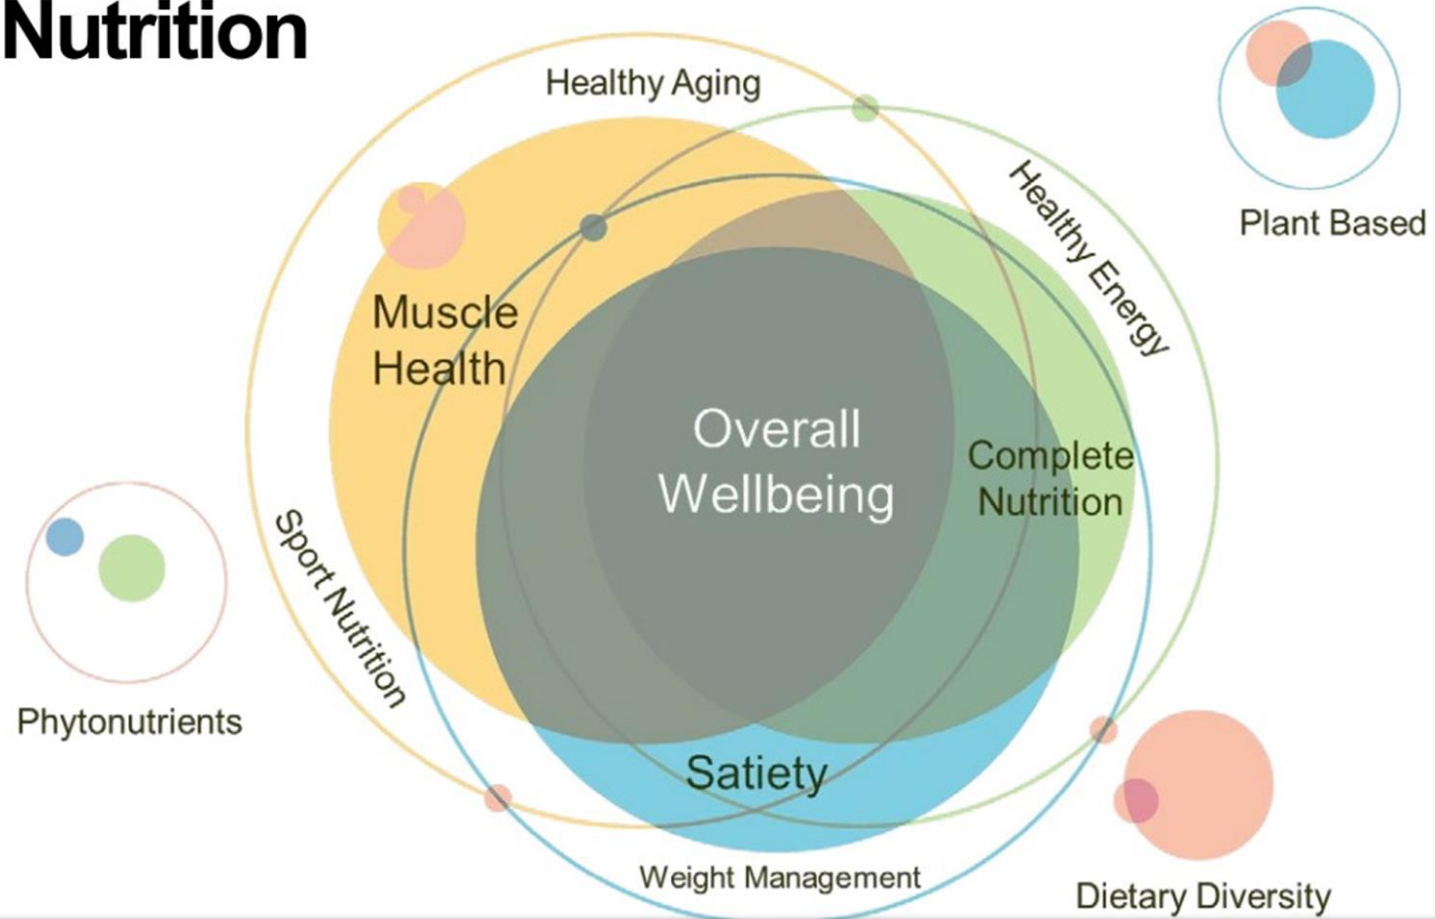 Nutrition
Healthy Aging
Healthy Energy
Plant Based
Muscle
Health
Overall
Wellbeing
Complete
Nutrition
Sport Nutrition
Phytonutrients
Satiety
Weight Management
Dietary Diversity